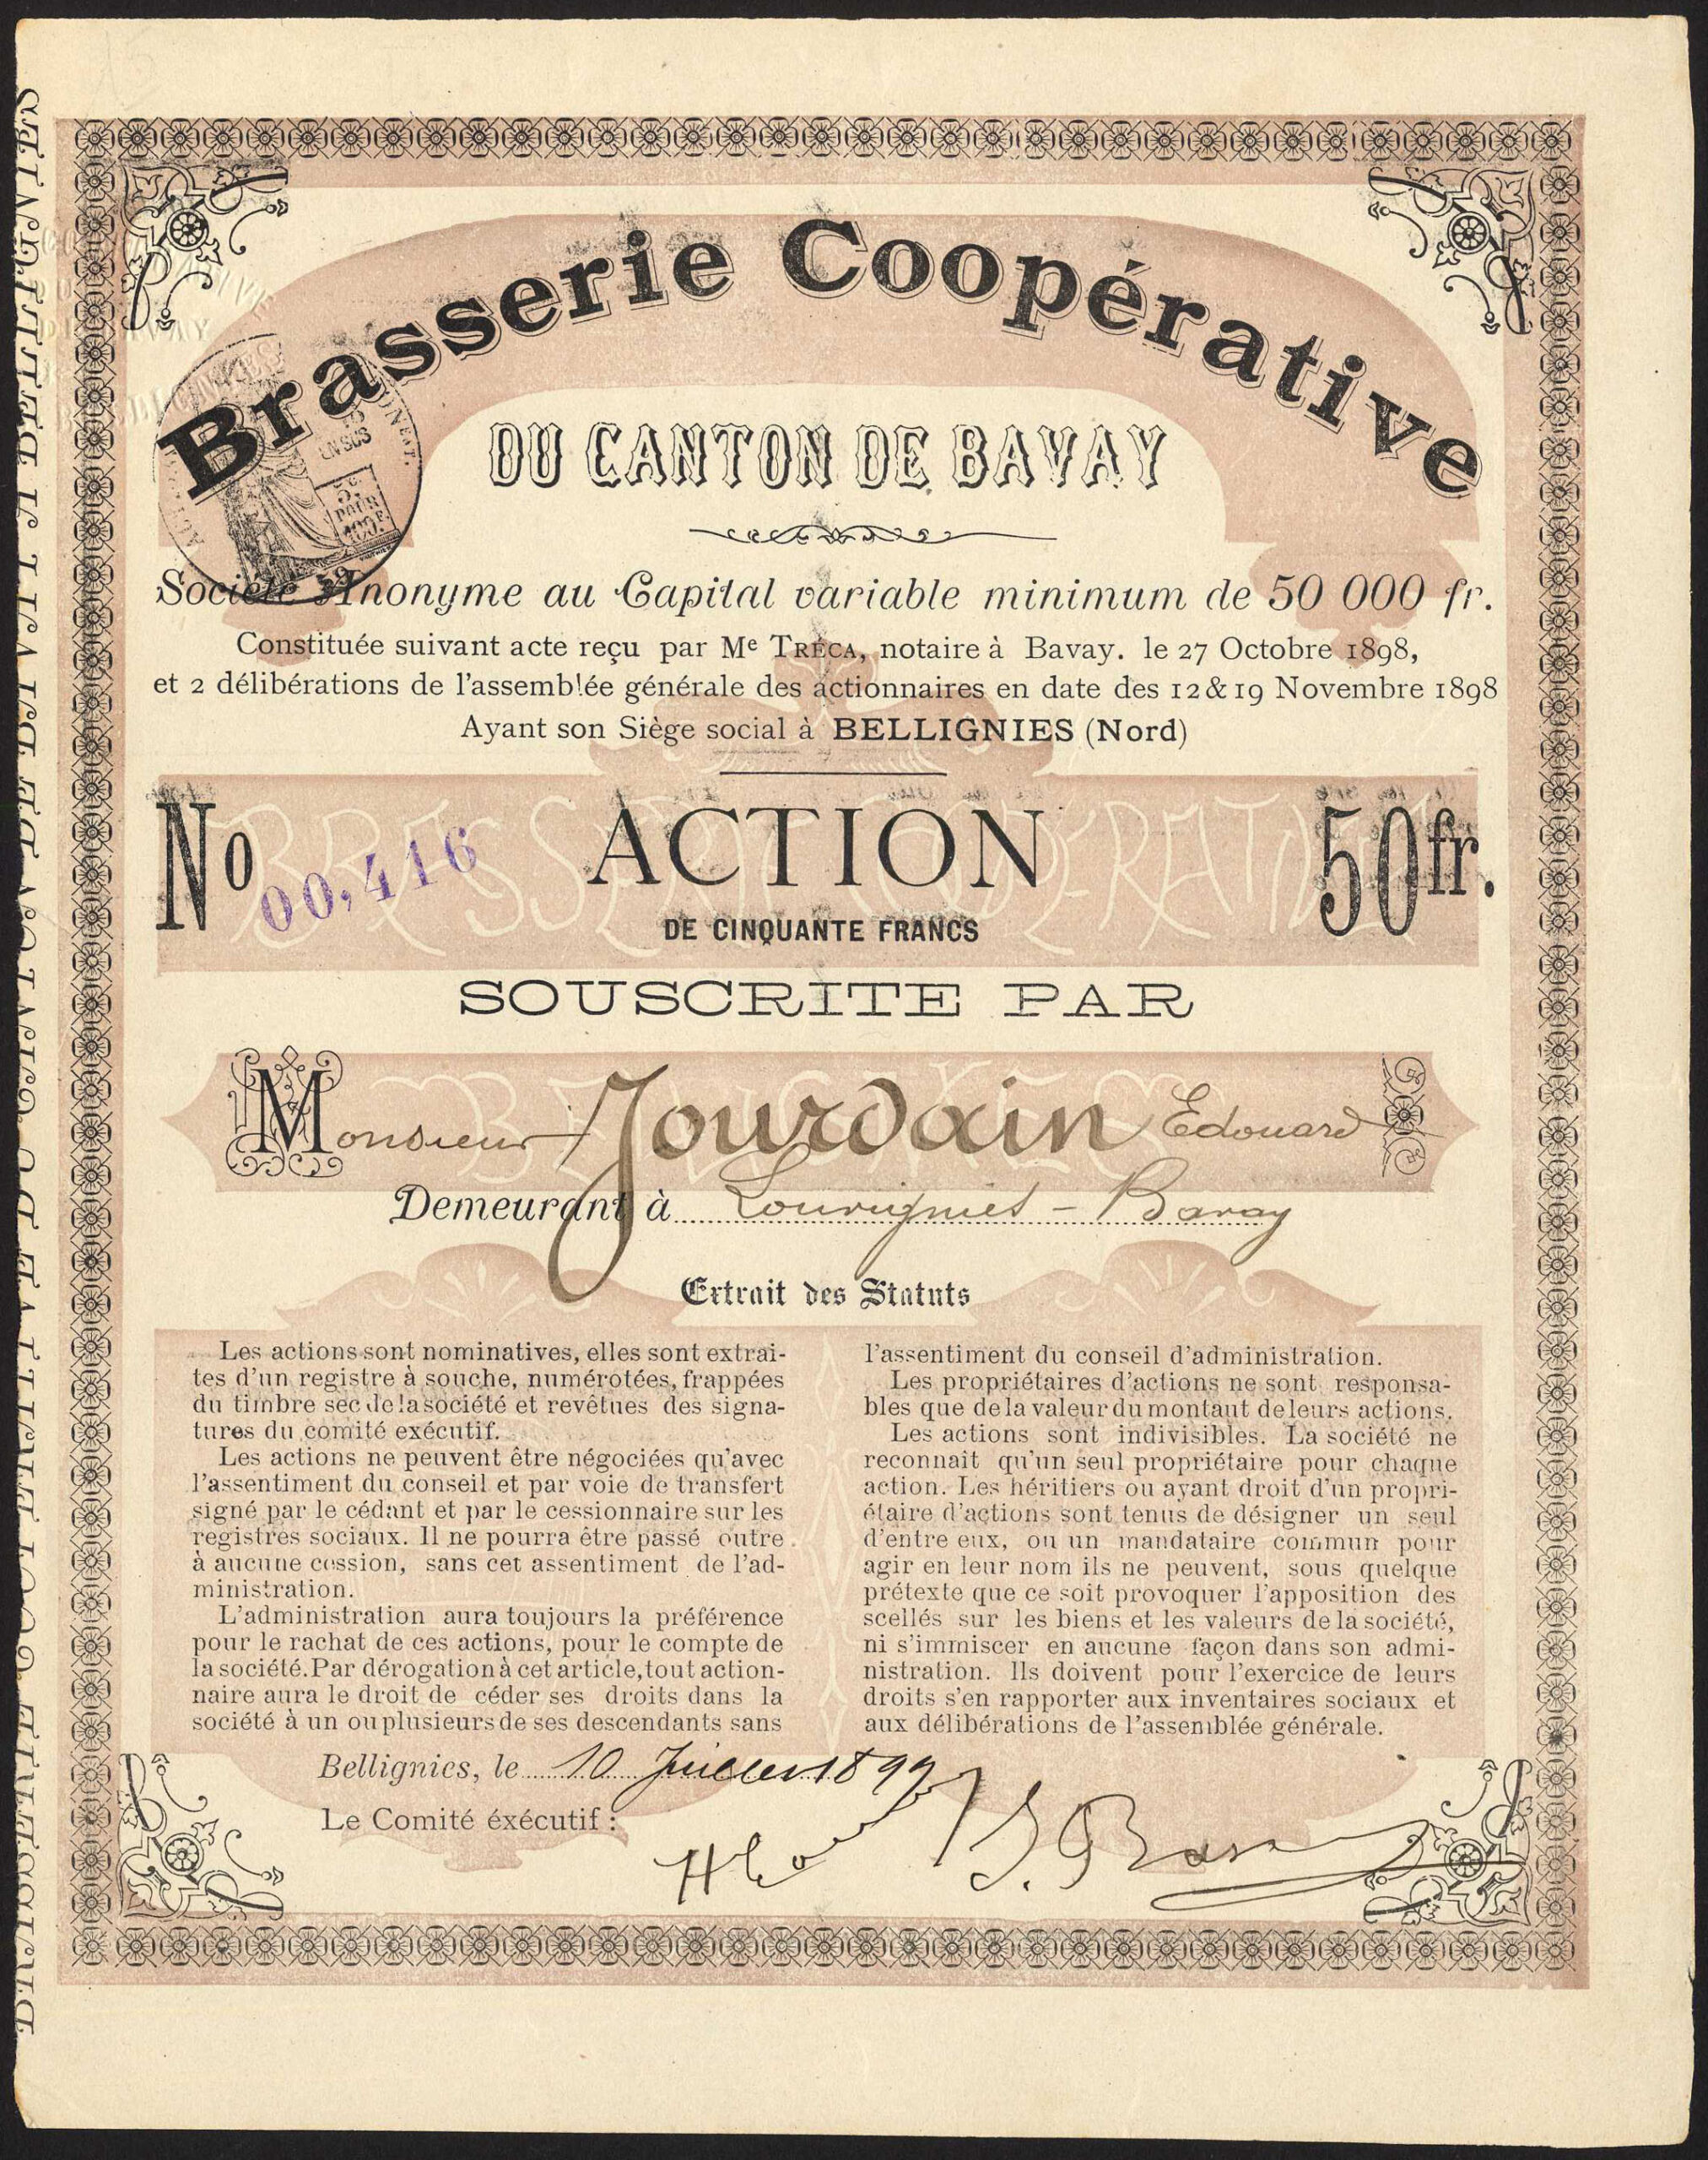 Brasserie Coopérative
DU CANTON DE BAVAY
5c
POUR
100F.
EN SUS
Société Anonyme au Capital variable minimum de 50 000 fr.
Constituée suivant acte reçu par Me TRÉCA, notaire à Bavay. le 27 Octobre 1898,
et 2 délibérations de l'assemblée générale des actionnaires en date des 12 & 19 Novembre 1898
Ayant son Siège social à BELLIGNIES (Nord)
No 00,416 ACTION 50 fr.
DE CINQUANTE FRANCS
BRASSERIE COOPÉRATIVE
SOUSCRITE PAR
Monsieur Jourdain Edouard
Demeurant à Louvignies - Bavay
Extrait des Statuts
Les actions sont nominatives, elles sont extrai-
tes d'un registre à souche, numérotées, frappées
du timbre sec de la société et revêtues des signa-
tures du comité exécutif.
Les actions ne peuvent être négociées qu'avec
l'assentiment du conseil et par voie de transfert
signé par le cédant et par le cessionnaire sur les
registres sociaux. Il ne pourra être passé outre
à aucune cession, sans cet assentiment de l'ad-
ministration.
L'administration aura toujours la préférence
pour le rachat de ces actions, pour le compte de
la société. Par dérogation à cet article, tout action-
naire aura le droit de céder ses droits dans la
société à un ou plusieurs de ses descendants sans
l'assentiment du conseil d'administration.
Les propriétaires d'actions ne sont responsa-
bles que de la valeur du montant de leurs actions.
Les actions sont indivisibles. La société ne
reconnaît qu'un seul propriétaire pour chaque
action. Les héritiers ou ayant droit d'un propri-
étaire d'actions sont tenus de désigner un seul
d'entre eux, ou un mandataire commun pour
agir en leur nom ils ne peuvent, sous quelque
prétexte que ce soit provoquer l'apposition des
scellés sur les biens et les valeurs de la société,
ni s'immiscer en aucune façon dans son admi-
nistration. Ils doivent pour l'exercice de leurs
droits s'en rapporter aux inventaires sociaux et
aux délibérations de l'assemblée générale.
Bellignies, le 10 Juillet 1899
Le Comité éxécutif :